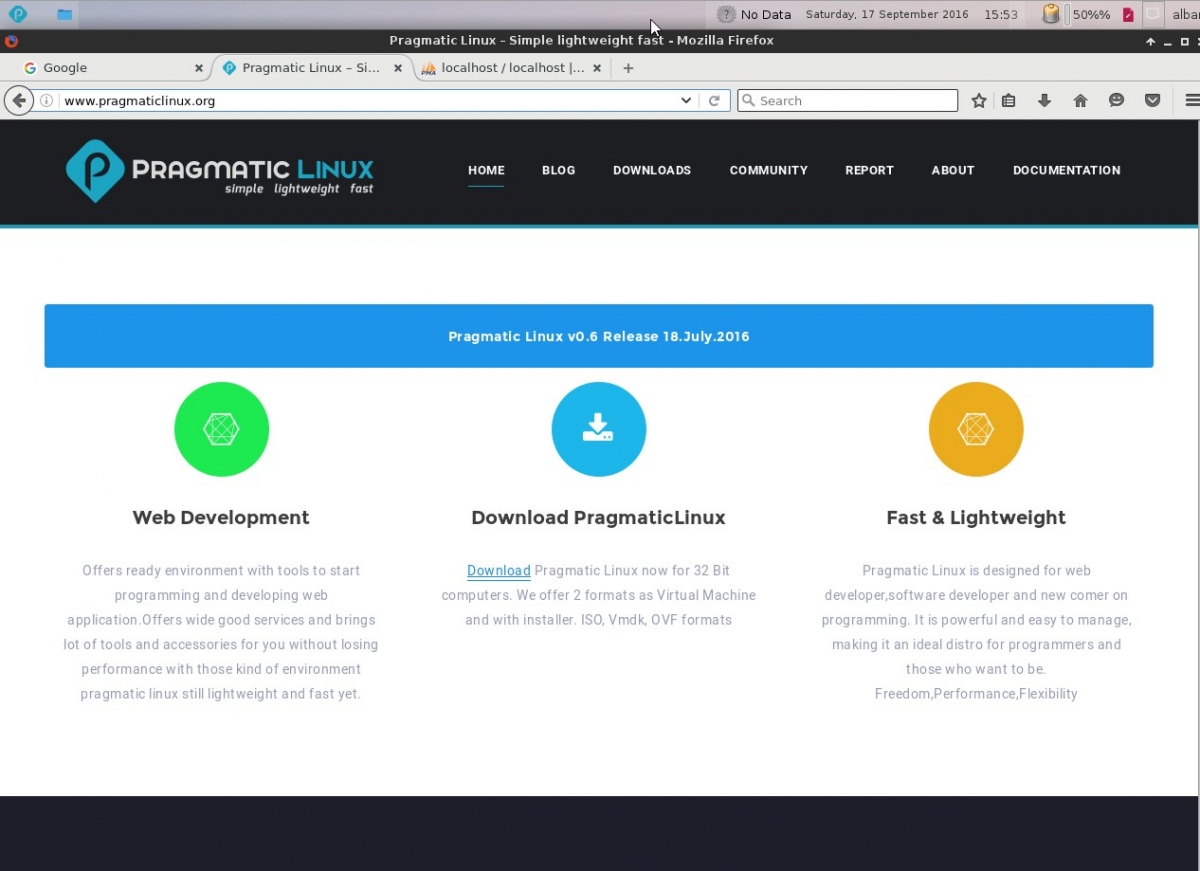 No Data Saturday, 17 September 2016 15:53 50%%
Pragmatic Linux – Simple lightweight fast - Mozilla Firefox
Google Pragmatic Linux – Si... localhost / localhost |...
www.pragmaticlinux.org Search
PRAGMATIC LINUX
simple lightweight fast
HOME BLOG DOWNLOADS COMMUNITY REPORT ABOUT DOCUMENTATION
Pragmatic Linux v0.6 Release 18.July.2016
Web Development
Offers ready environment with tools to start
programming and developing web
application.Offers wide good services and brings
lot of tools and accessories for you without losing
performance with those kind of environment
pragmatic linux still lightweight and fast yet.
Download PragmaticLinux
Download Pragmatic Linux now for 32 Bit
computers. We offer 2 formats as Virtual Machine
and with installer. ISO, Vmdk, OVF formats
Fast & Lightweight
Pragmatic Linux is designed for web
developer,software developer and new comer on
programming. It is powerful and easy to manage,
making it an ideal distro for programmers and
those who want to be.
Freedom,Performance,Flexibility